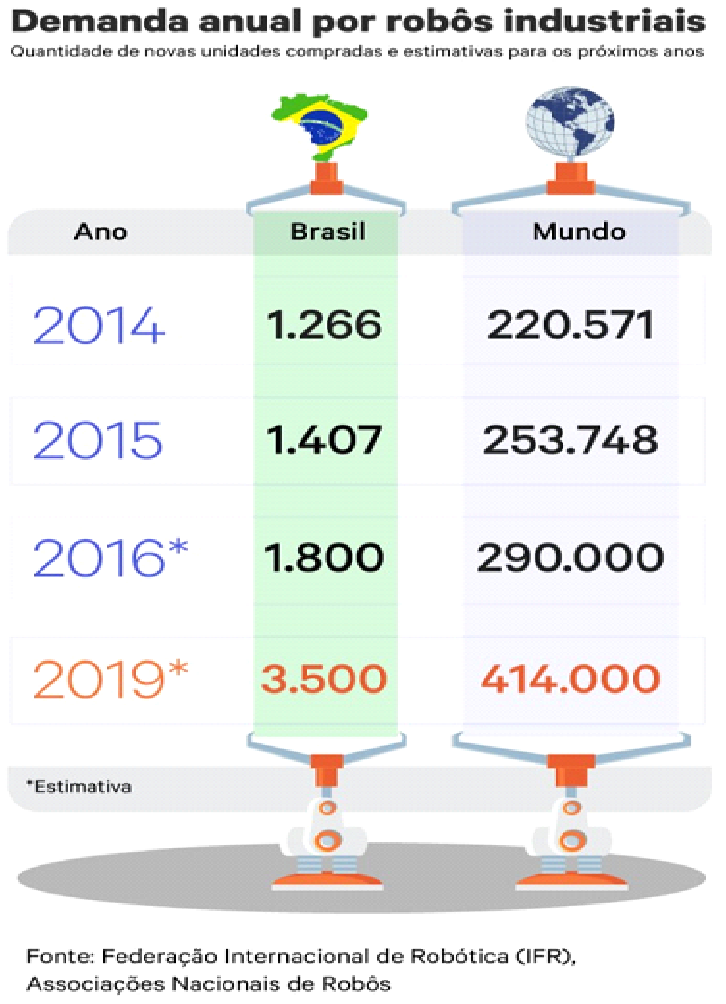 Demanda anual por robôs industriais
Quantidade de novas unidades compradas e estimativas para os próximos anos
Ano Brasil Mundo
2014 1.266 220.571
2015 1.407 253.748
2016* 1.800 290.000
2019* 3.500 414.000
*Estimativa
Fonte: Federação Internacional de Robótica (IFR),
Associações Nacionais de Robôs